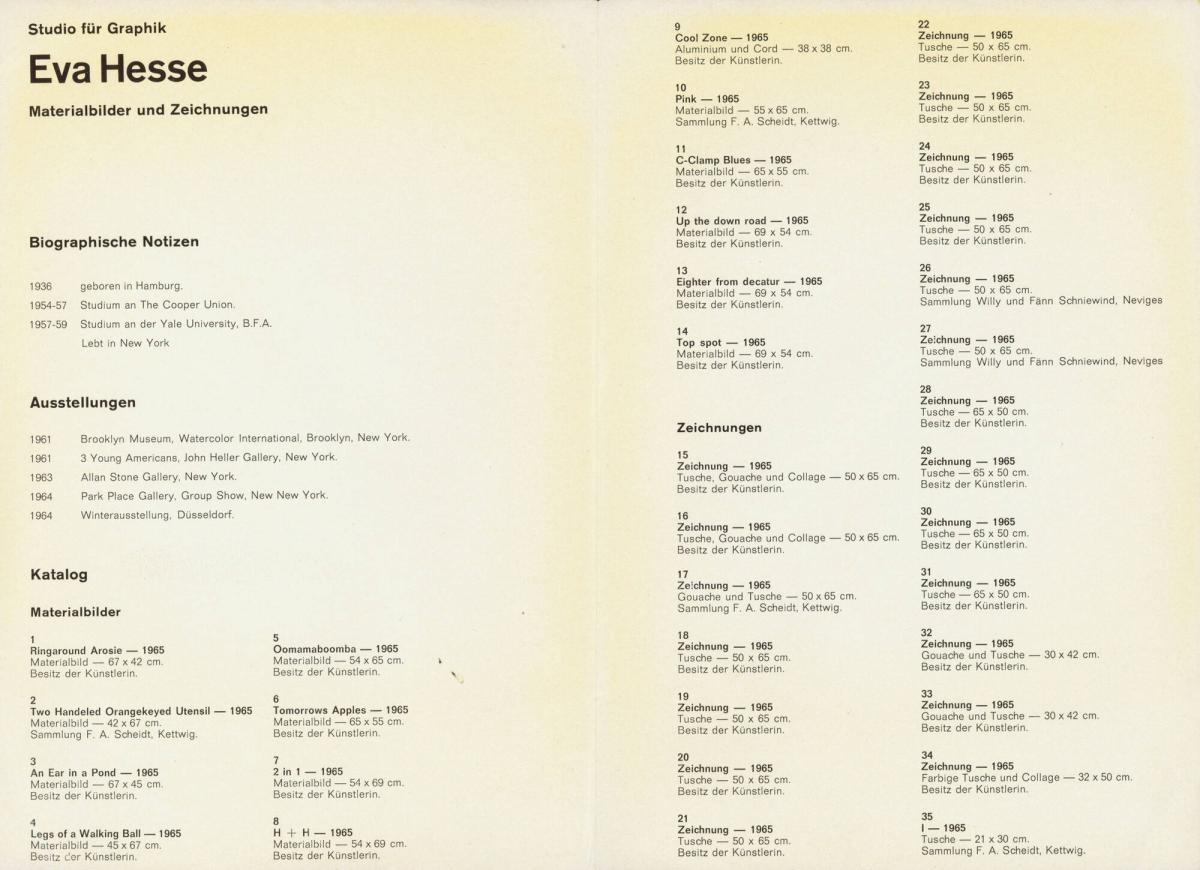 Studio für Graphik
Eva Hesse
Materialbilder und Zeichnungen
Biographische Notizen
1936 geboren in Hamburg.
1954-57 Studium an The Cooper Union.
1957-59 Studium an der Yale University, B.F.A.
Lebt in New York
Ausstellungen
1961 Brooklyn Museum, Watercolor International, Brooklyn, New York.
1961 3 Young Americans, John Heller Gallery, New York.
1963 Allan Stone Gallery, New York.
1964 Park Place Gallery, Group Show, New New York.
1964 Winterausstellung, Düsseldorf.
Katalog
Materialbilder
1
Ringaround Arosie — 1965
Materialbild — 67 x 42 cm.
Besitz der Künstlerin.
2
Two Handeled Orangekeyed Utensil — 1965
Materialbild — 42 x 67 cm.
Sammlung F. A. Scheidt, Kettwig.
3
An Ear in a Pond — 1965
Materialbild — 67 x 45 cm.
Besitz der Künstlerin.
4
Legs of a Walking Ball — 1965
Materialbild — 45 x 67 cm.
Besitz der Künstlerin.
5
Oomamaboomba — 1965
Materialbild — 54 x 65 cm.
Besitz der Künstlerin.
6
Tomorrows Apples — 1965
Materialbild — 65 x 55 cm.
Besitz der Künstlerin.
7
2 in 1 — 1965
Materialbild — 54 x 69 cm.
Besitz der Künstlerin.
8
H + H — 1965
Materialbild — 54 x 69 cm.
Besitz der Künstlerin.
9
Cool Zone — 1965
Aluminium und Cord — 38 x 38 cm.
Besitz der Künstlerin.
10
Pink — 1965
Materialbild — 55 x 65 cm.
Sammlung F. A. Scheidt, Kettwig.
11
C-Clamp Blues — 1965
Materialbild — 65 x 55 cm.
Besitz der Künstlerin.
12
Up the down road — 1965
Materialbild — 69 x 54 cm.
Besitz der Künstlerin.
13
Eighter from decatur — 1965
Materialbild — 69 x 54 cm.
Besitz der Künstlerin.
14
Top spot — 1965
Materialbild — 69 x 54 cm.
Besitz der Künstlerin.
Zeichnungen
15
Zeichnung — 1965
Tusche, Gouache und Collage — 50 x 65 cm.
Besitz der Künstlerin.
16
Zeichnung — 1965
Tusche, Gouache und Collage — 50 x 65 cm.
Besitz der Künstlerin.
17
Zeichnung — 1965
Gouache und Tusche — 50 x 65 cm.
Sammlung F. A. Scheidt, Kettwig.
18
Zeichnung — 1965
Tusche — 50 x 65 cm.
Besitz der Künstlerin.
19
Zeichnung — 1965
Tusche — 50 x 65 cm.
Besitz der Künstlerin.
20
Zeichnung — 1965
Tusche — 50 x 65 cm.
Besitz der Künstlerin.
21
Zeichnung — 1965
Tusche — 50 x 65 cm.
Besitz der Künstlerin.
22
Zeichnung — 1965
Tusche — 50 x 65 cm.
Besitz der Künstlerin.
23
Zeichnung — 1965
Tusche — 50 x 65 cm.
Besitz der Künstlerin.
24
Zeichnung — 1965
Tusche — 50 x 65 cm.
Besitz der Künstlerin.
25
Zeichnung — 1965
Tusche — 50 x 65 cm.
Besitz der Künstlerin.
26
Zeichnung — 1965
Tusche — 50 x 65 cm.
Sammlung Willy und Fänn Schniewind, Neviges
27
Zeichnung — 1965
Tusche — 50 x 65 cm.
Sammlung Willy und Fänn Schniewind, Neviges
28
Zeichnung — 1965
Tusche — 65 x 50 cm.
Besitz der Künstlerin.
29
Zeichnung — 1965
Tusche — 65 x 50 cm.
Besitz der Künstlerin.
30
Zeichnung — 1965
Tusche — 65 x 50 cm.
Besitz der Künstlerin.
31
Zeichnung — 1965
Tusche — 65 x 50 cm.
Besitz der Künstlerin.
32
Zeichnung — 1965
Gouache und Tusche — 30 x 42 cm.
Besitz der Künstlerin.
33
Zeichnung — 1965
Gouache und Tusche — 30 x 42 cm.
Besitz der Künstlerin.
34
Zeichnung — 1965
Farbige Tusche und Collage — 32 x 50 cm.
Besitz der Künstlerin.
35
I — 1965
Tusche — 21 x 30 cm.
Sammlung F. A. Scheidt, Kettwig.